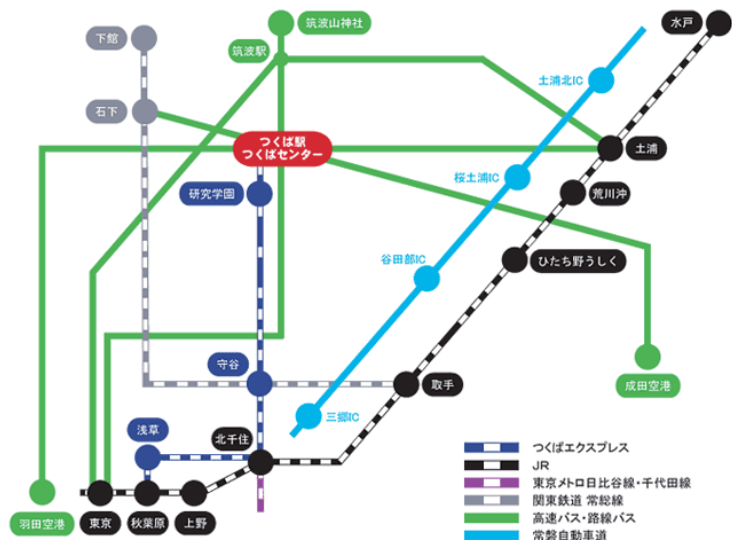 下館
筑波山神社
水戸
筑波駅
土浦北IC
石下
つくば駅
つくばセンター
土浦
研究学園
桜土浦IC
荒川沖
谷田部IC
ひたち野うしく
守谷
取手
成田空港
三郷IC
浅草
北千住
羽田空港
東京
秋葉原
上野
つくばエクスプレス
JR
東京メトロ日比谷線・千代田線
関東鉄道 常総線
高速バス・路線バス
常磐自動車道